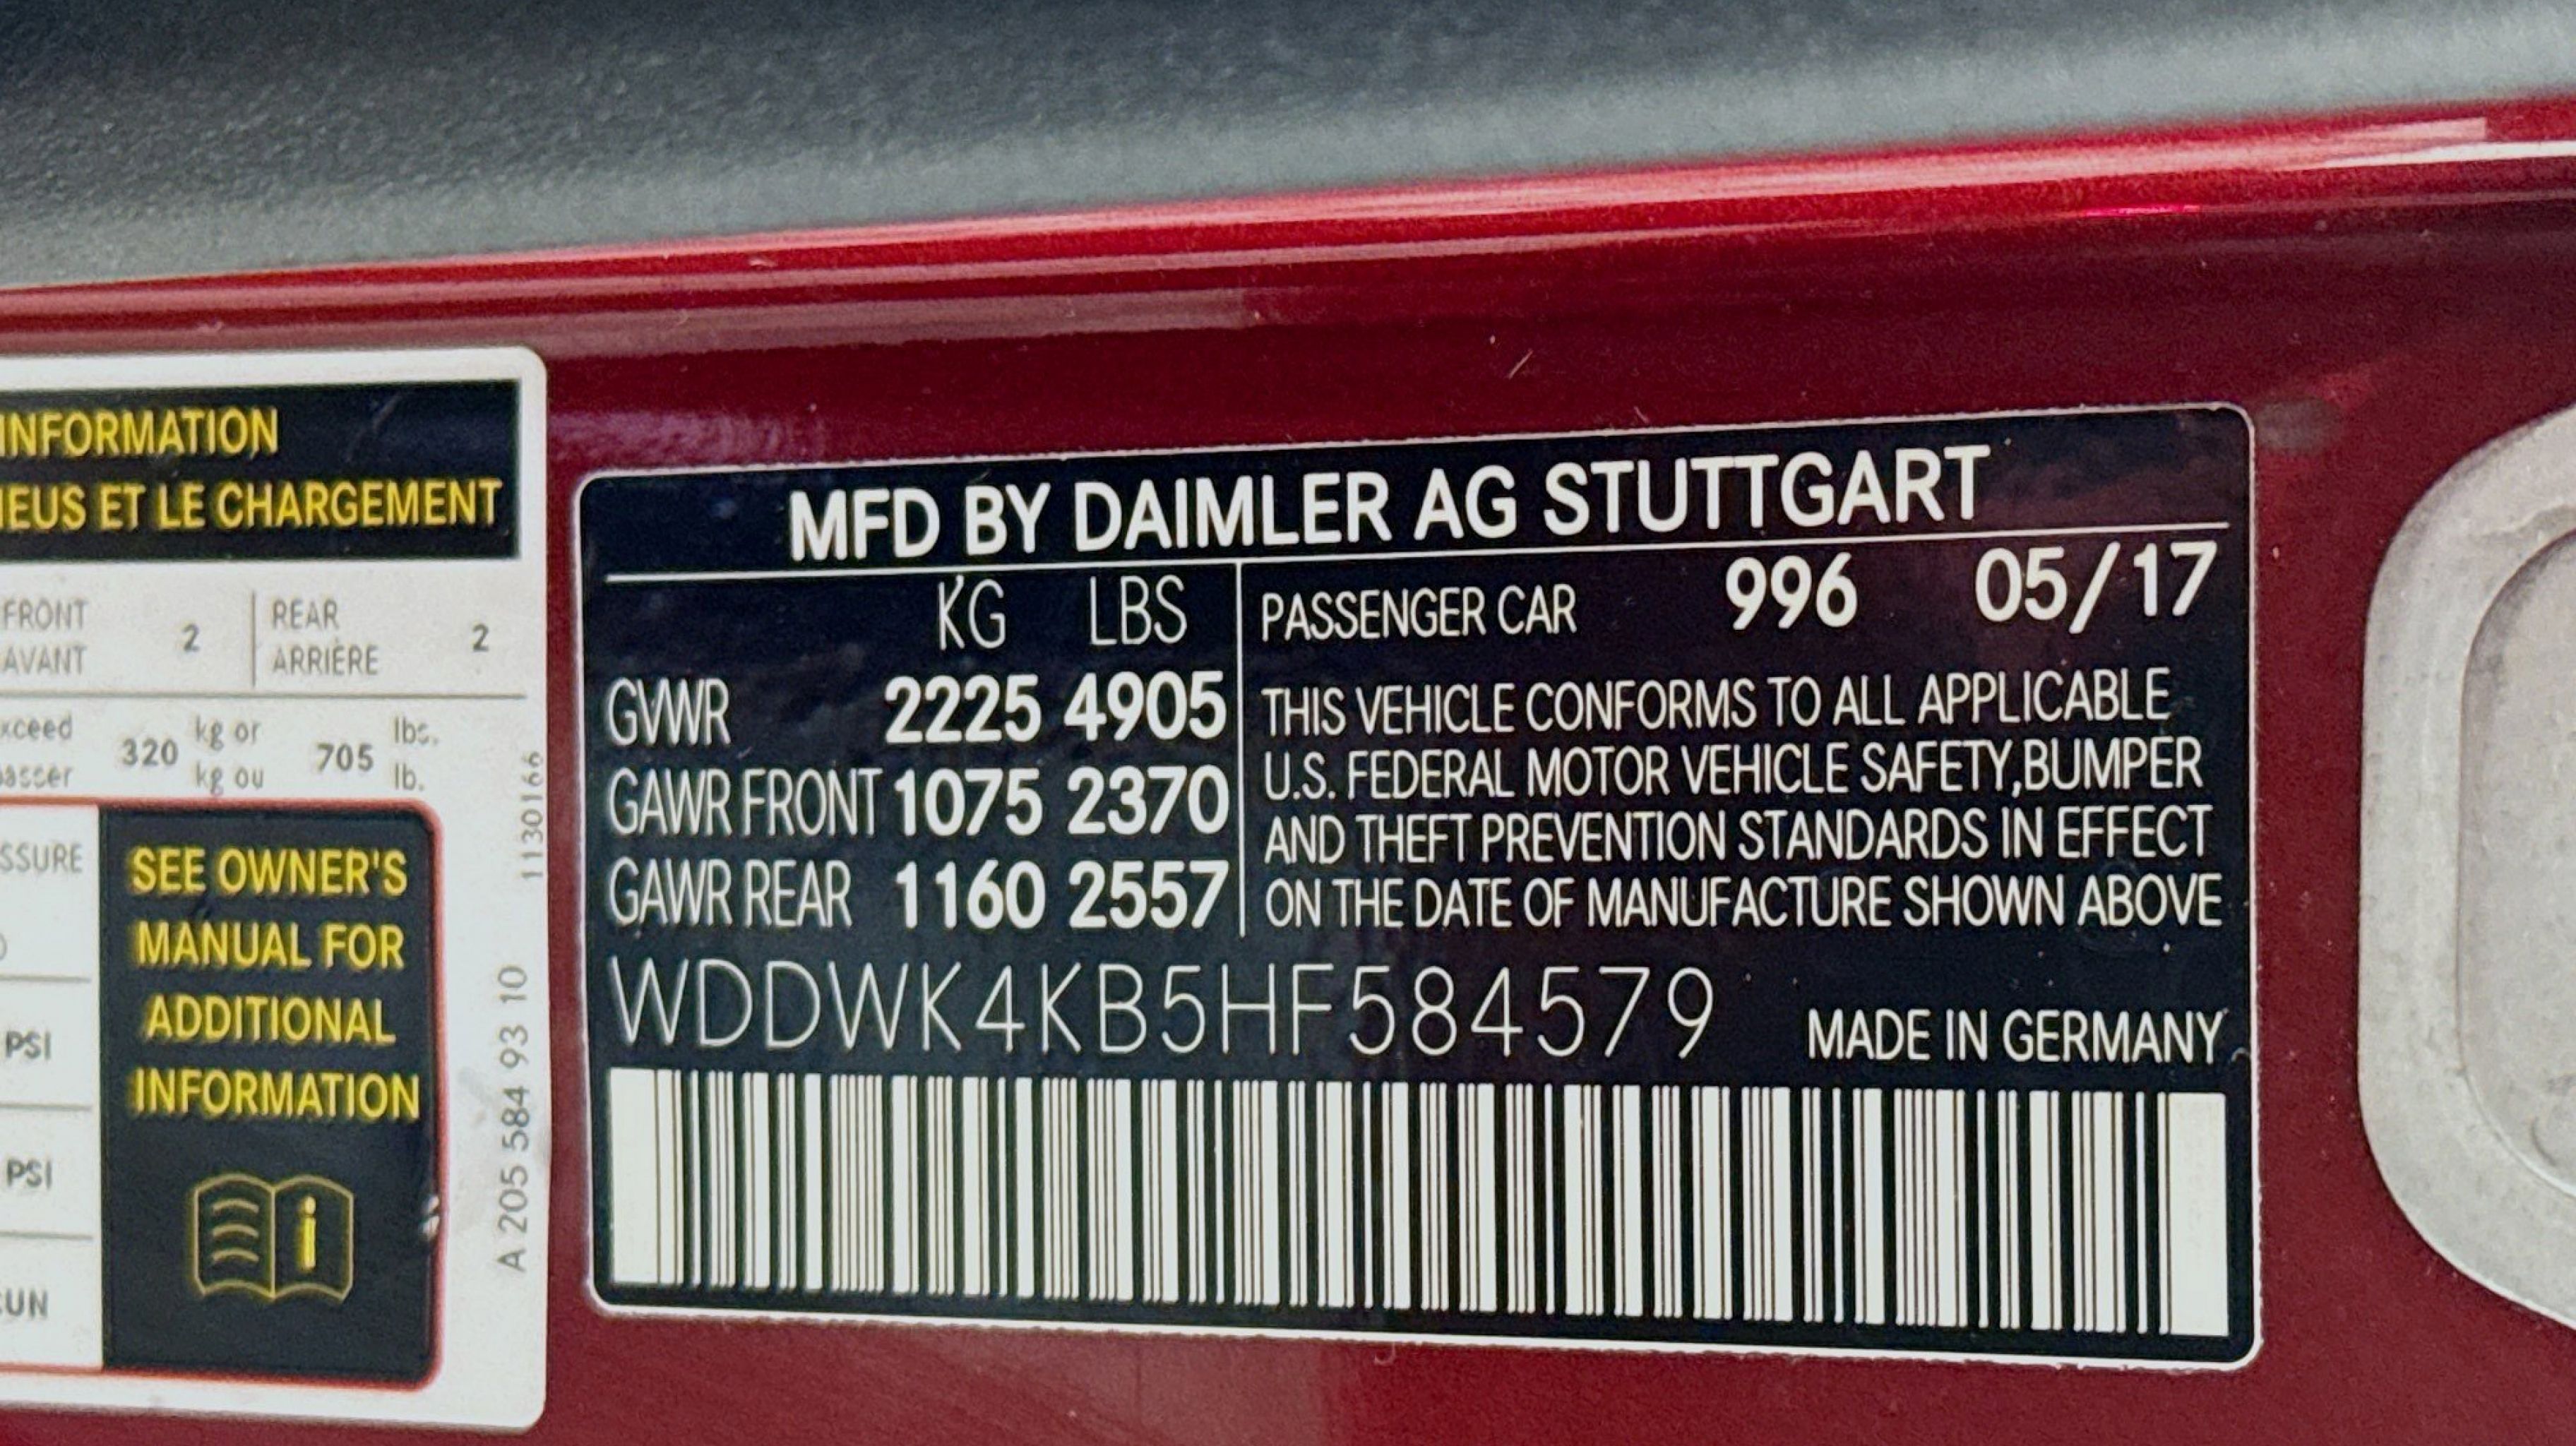 INFORMATION
ET LE CHARGEMENT
FRONT 2 REAR 2
AVANT ARRIÈRE
320 kg or 705 lbs.
kg ou lb.
SEE OWNER'S
MANUAL FOR
ADDITIONAL
INFORMATION
i
PSI
PSI
A 205 584 93 10 1130166
MFD BY DAIMLER AG STUTTGART
KG LBS
GVWR 2225 4905
GAWR FRONT 1075 2370
GAWR REAR 1160 2557
PASSENGER CAR 996 05/17
THIS VEHICLE CONFORMS TO ALL APPLICABLE
U.S. FEDERAL MOTOR VEHICLE SAFETY,BUMPER
AND THEFT PREVENTION STANDARDS IN EFFECT
ON THE DATE OF MANUFACTURE SHOWN ABOVE
WDDWK4KB5HF584579
MADE IN GERMANY